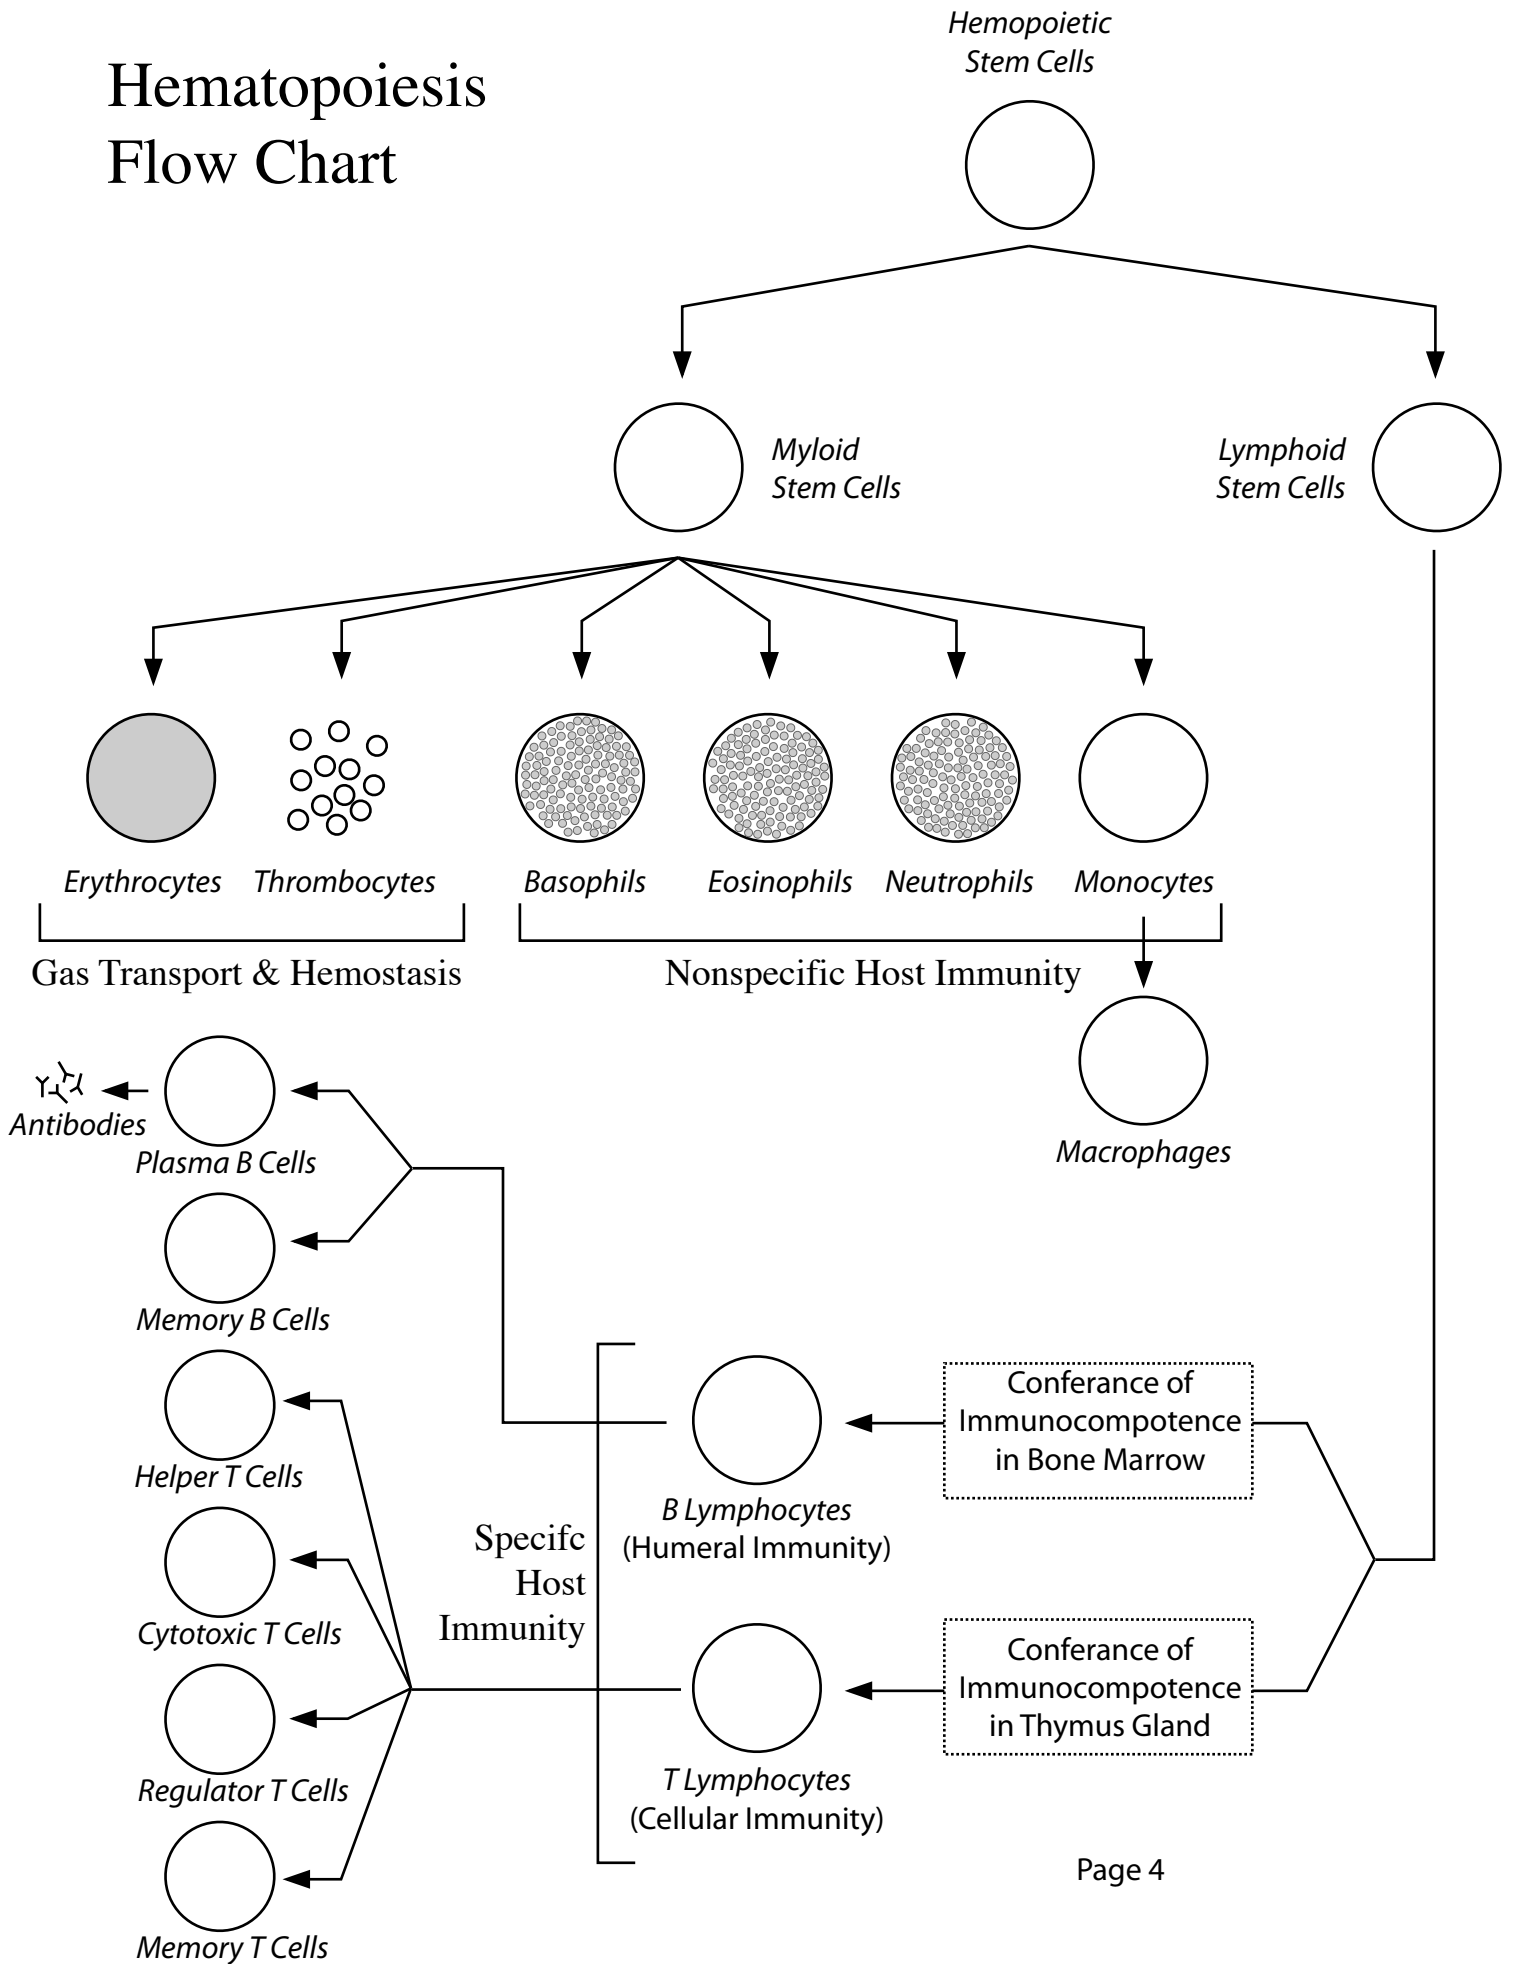 Hematopoiesis
Flow Chart
Hemopoietic
Stem Cells
Myloid
Stem Cells
Lymphoid
Stem Cells
Erythrocytes
Thrombocytes
Basophils
Eosinophils
Neutrophils
Monocytes
Gas Transport & Hemostasis
Nonspecific Host Immunity
Macrophages
Antibodies
Plasma B Cells
Memory B Cells
Helper T Cells
Cytotoxic T Cells
Regulator T Cells
Memory T Cells
Specifc
Host
Immunity
B Lymphocytes
(Humeral Immunity)
Conferance of
Immunocompotence
in Bone Marrow
T Lymphocytes
(Cellular Immunity)
Conferance of
Immunocompotence
in Thymus Gland
Page 4